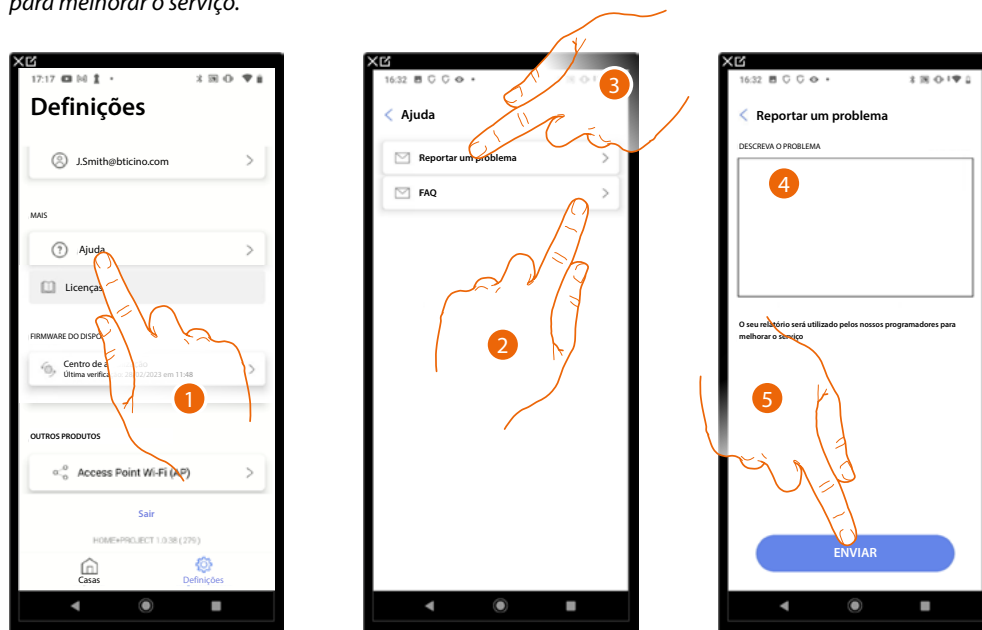 para melhorar o serviço.
17:17
Definições
J.Smith@bticino.com
MAIS
Ajuda
Licenças
FIRMWARE DO DISPO
Centro de a
Última verifica 28/02/2023 em 11:48
1
OUTROS PRODUTOS
Access Point Wi-Fi (AP)
Sair
HOME+PROJECT 1.0.38 (279)
Casas
Definições
16:32
3
Ajuda
Reportar um problema
FAQ
2
16:32
Reportar um problema
DESCREVA O PROBLEMA
4
O seu relatório será utilizado pelos nossos programadores para
melhorar o serviço
5
ENVIAR